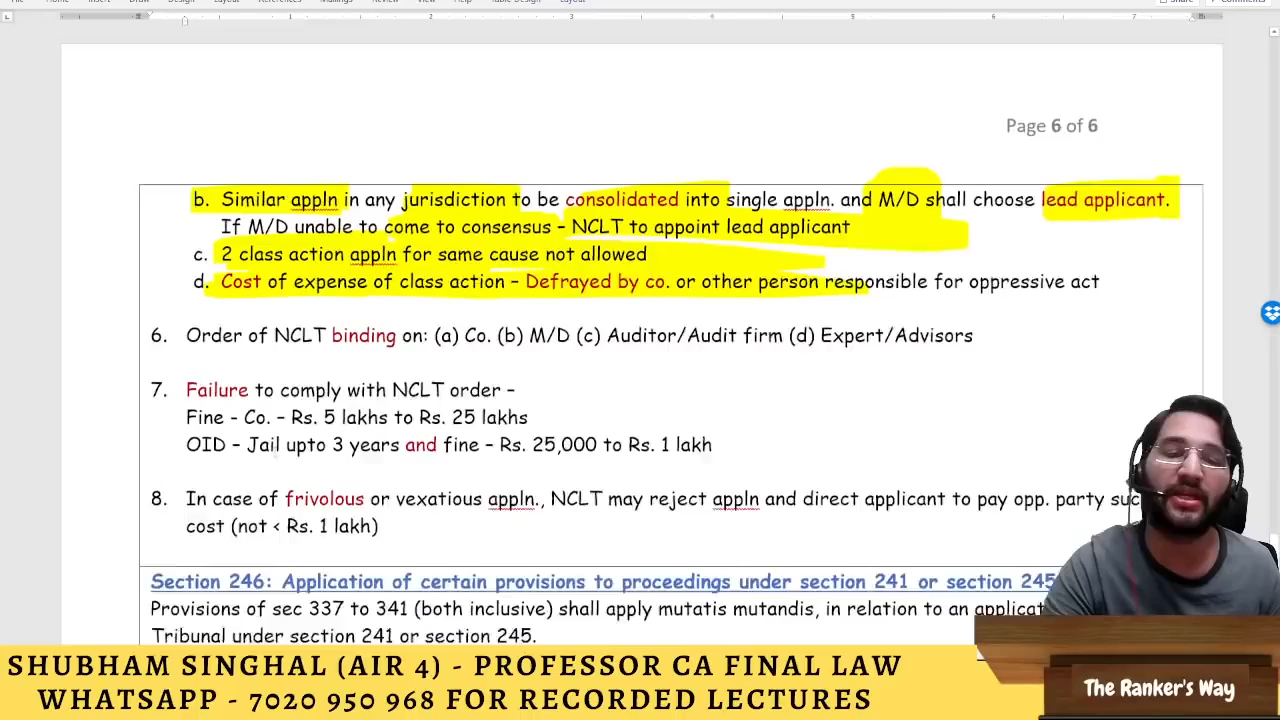 Page 6 of 6
b. Similar appln in any jurisdiction to be consolidated into single appln. and M/D shall choose lead applicant.
If M/D unable to come to consensus – NCLT to appoint lead applicant
c. 2 class action appln for same cause not allowed
d. Cost of expense of class action – Defrayed by co. or other person responsible for oppressive act
6. Order of NCLT binding on: (a) Co. (b) M/D (c) Auditor/Audit firm (d) Expert/Advisors
7. Failure to comply with NCLT order –
Fine - Co. – Rs. 5 lakhs to Rs. 25 lakhs
OID – Jail upto 3 years and fine – Rs. 25,000 to Rs. 1 lakh
8. In case of frivolous or vexatious appln., NCLT may reject appln and direct applicant to pay opp. party
cost (not < Rs. 1 lakh)
Section 246: Application of certain provisions to proceedings under section 241 or section 245
Provisions of sec 337 to 341 (both inclusive) shall apply mutatis mutandis, in relation to an
Tribunal under section 241 or section 245.
SHUBHAM SINGHAL (AIR 4) - PROFESSOR CA FINAL LAW
WHATSAPP - 7020 950 968 FOR RECORDED LECTURES
The Ranker's Way